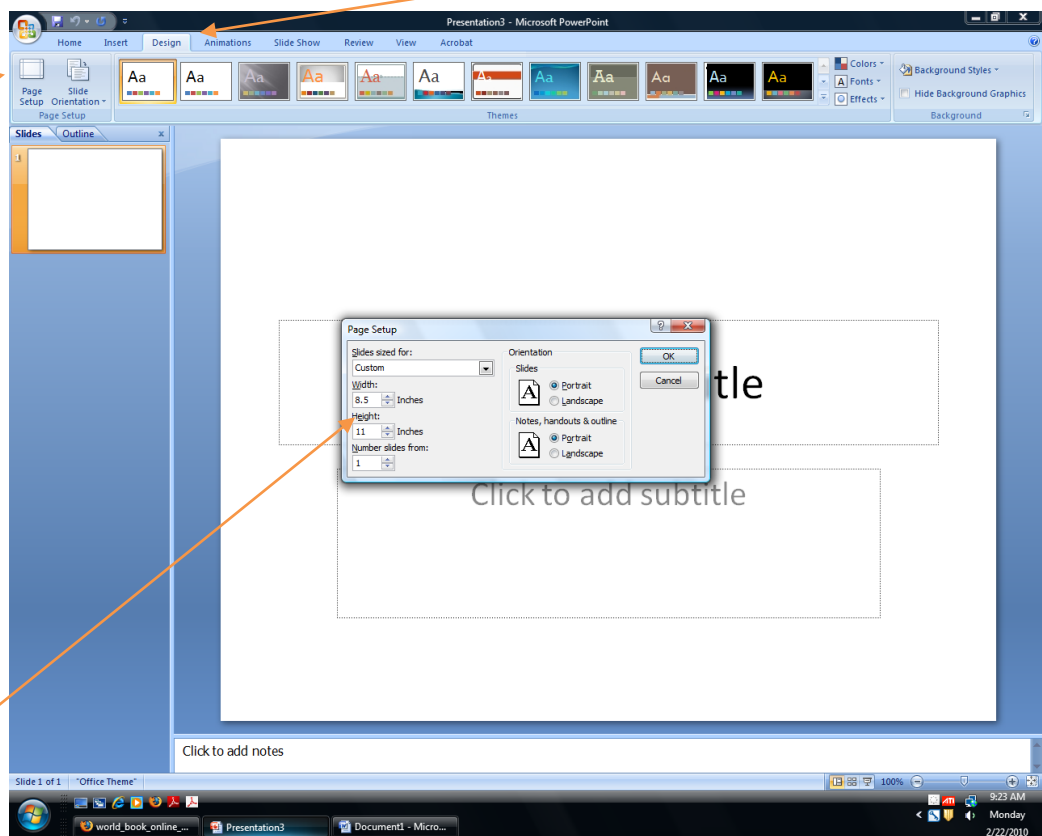 Presentation3 - Microsoft PowerPoint
Home Insert Design Animations Slide Show Review View Acrobat
Page Setup
Slide Orientation
Aa Aa Aa Aa Aa Aa Aa Aa Aa Aa Aa Aa
Colors
Fonts
Effects
Background Styles
Hide Background Graphics
Page Setup Themes Background
Slides Outline x
1
Page Setup
Slides sized for:
Custom
Width:
8.5 Inches
Height:
11 Inches
Number slides from:
1
Orientation
Slides
A
Portrait
Landscape
Notes, handouts & outline
A
Portrait
Landscape
OK
Cancel
tle
Click to add subtitle
Click to add notes
Slide 1 of 1 "Office Theme" 100%
world_book_online_... Presentation3 Document1 - Micro...
9:23 AM
Monday
2/22/2010